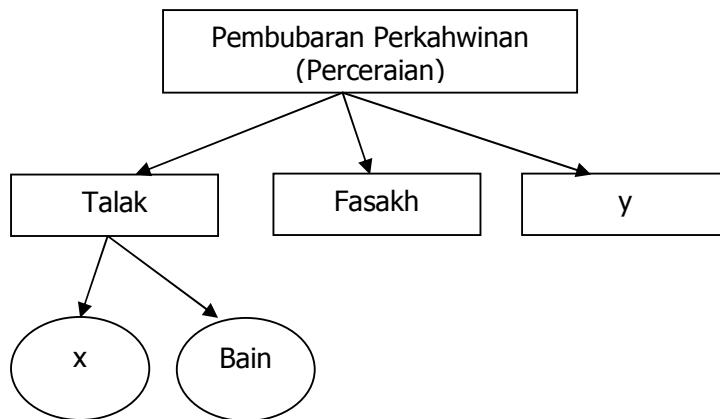 Pembubaran Perkahwinan
(Perceraian)
Talak
Fasakh
y
x
Bain